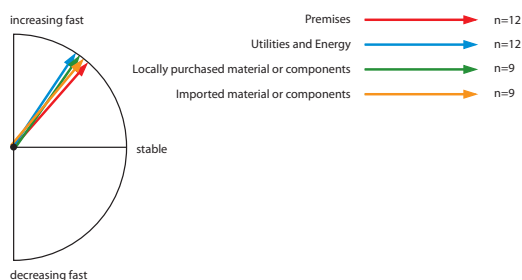 increasing fast
Premises n=12
Utilities and Energy n=12
Locally purchased material or components n=9
Imported material or components n=9
stable
decreasing fast